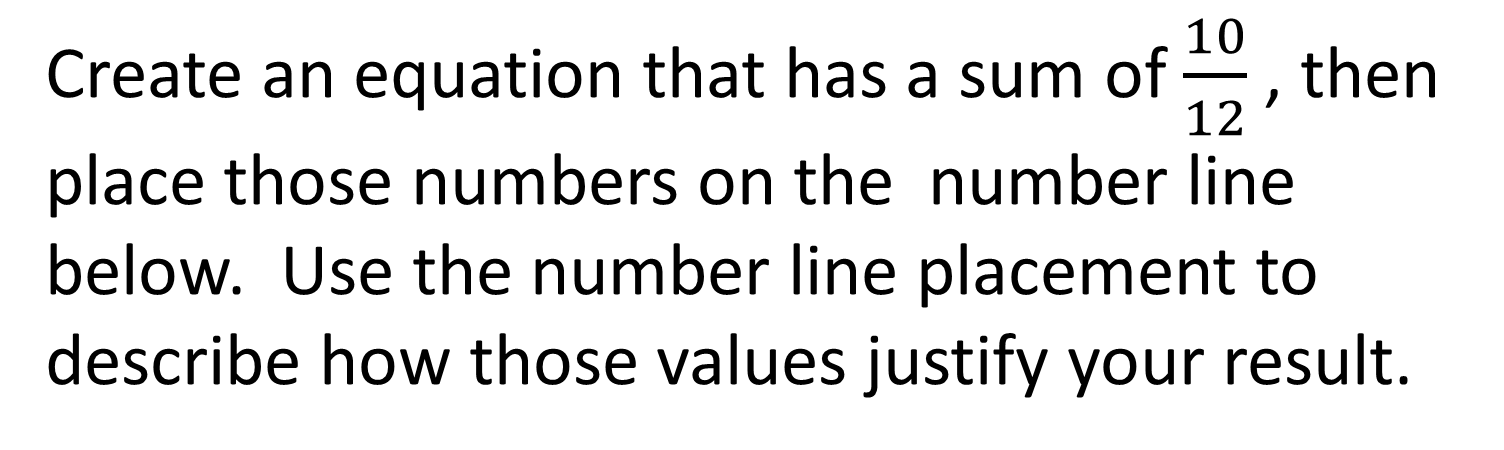 Create an equation that has a sum of 10/12, then
place those numbers on the number line
below. Use the number line placement to
describe how those values justify your result.